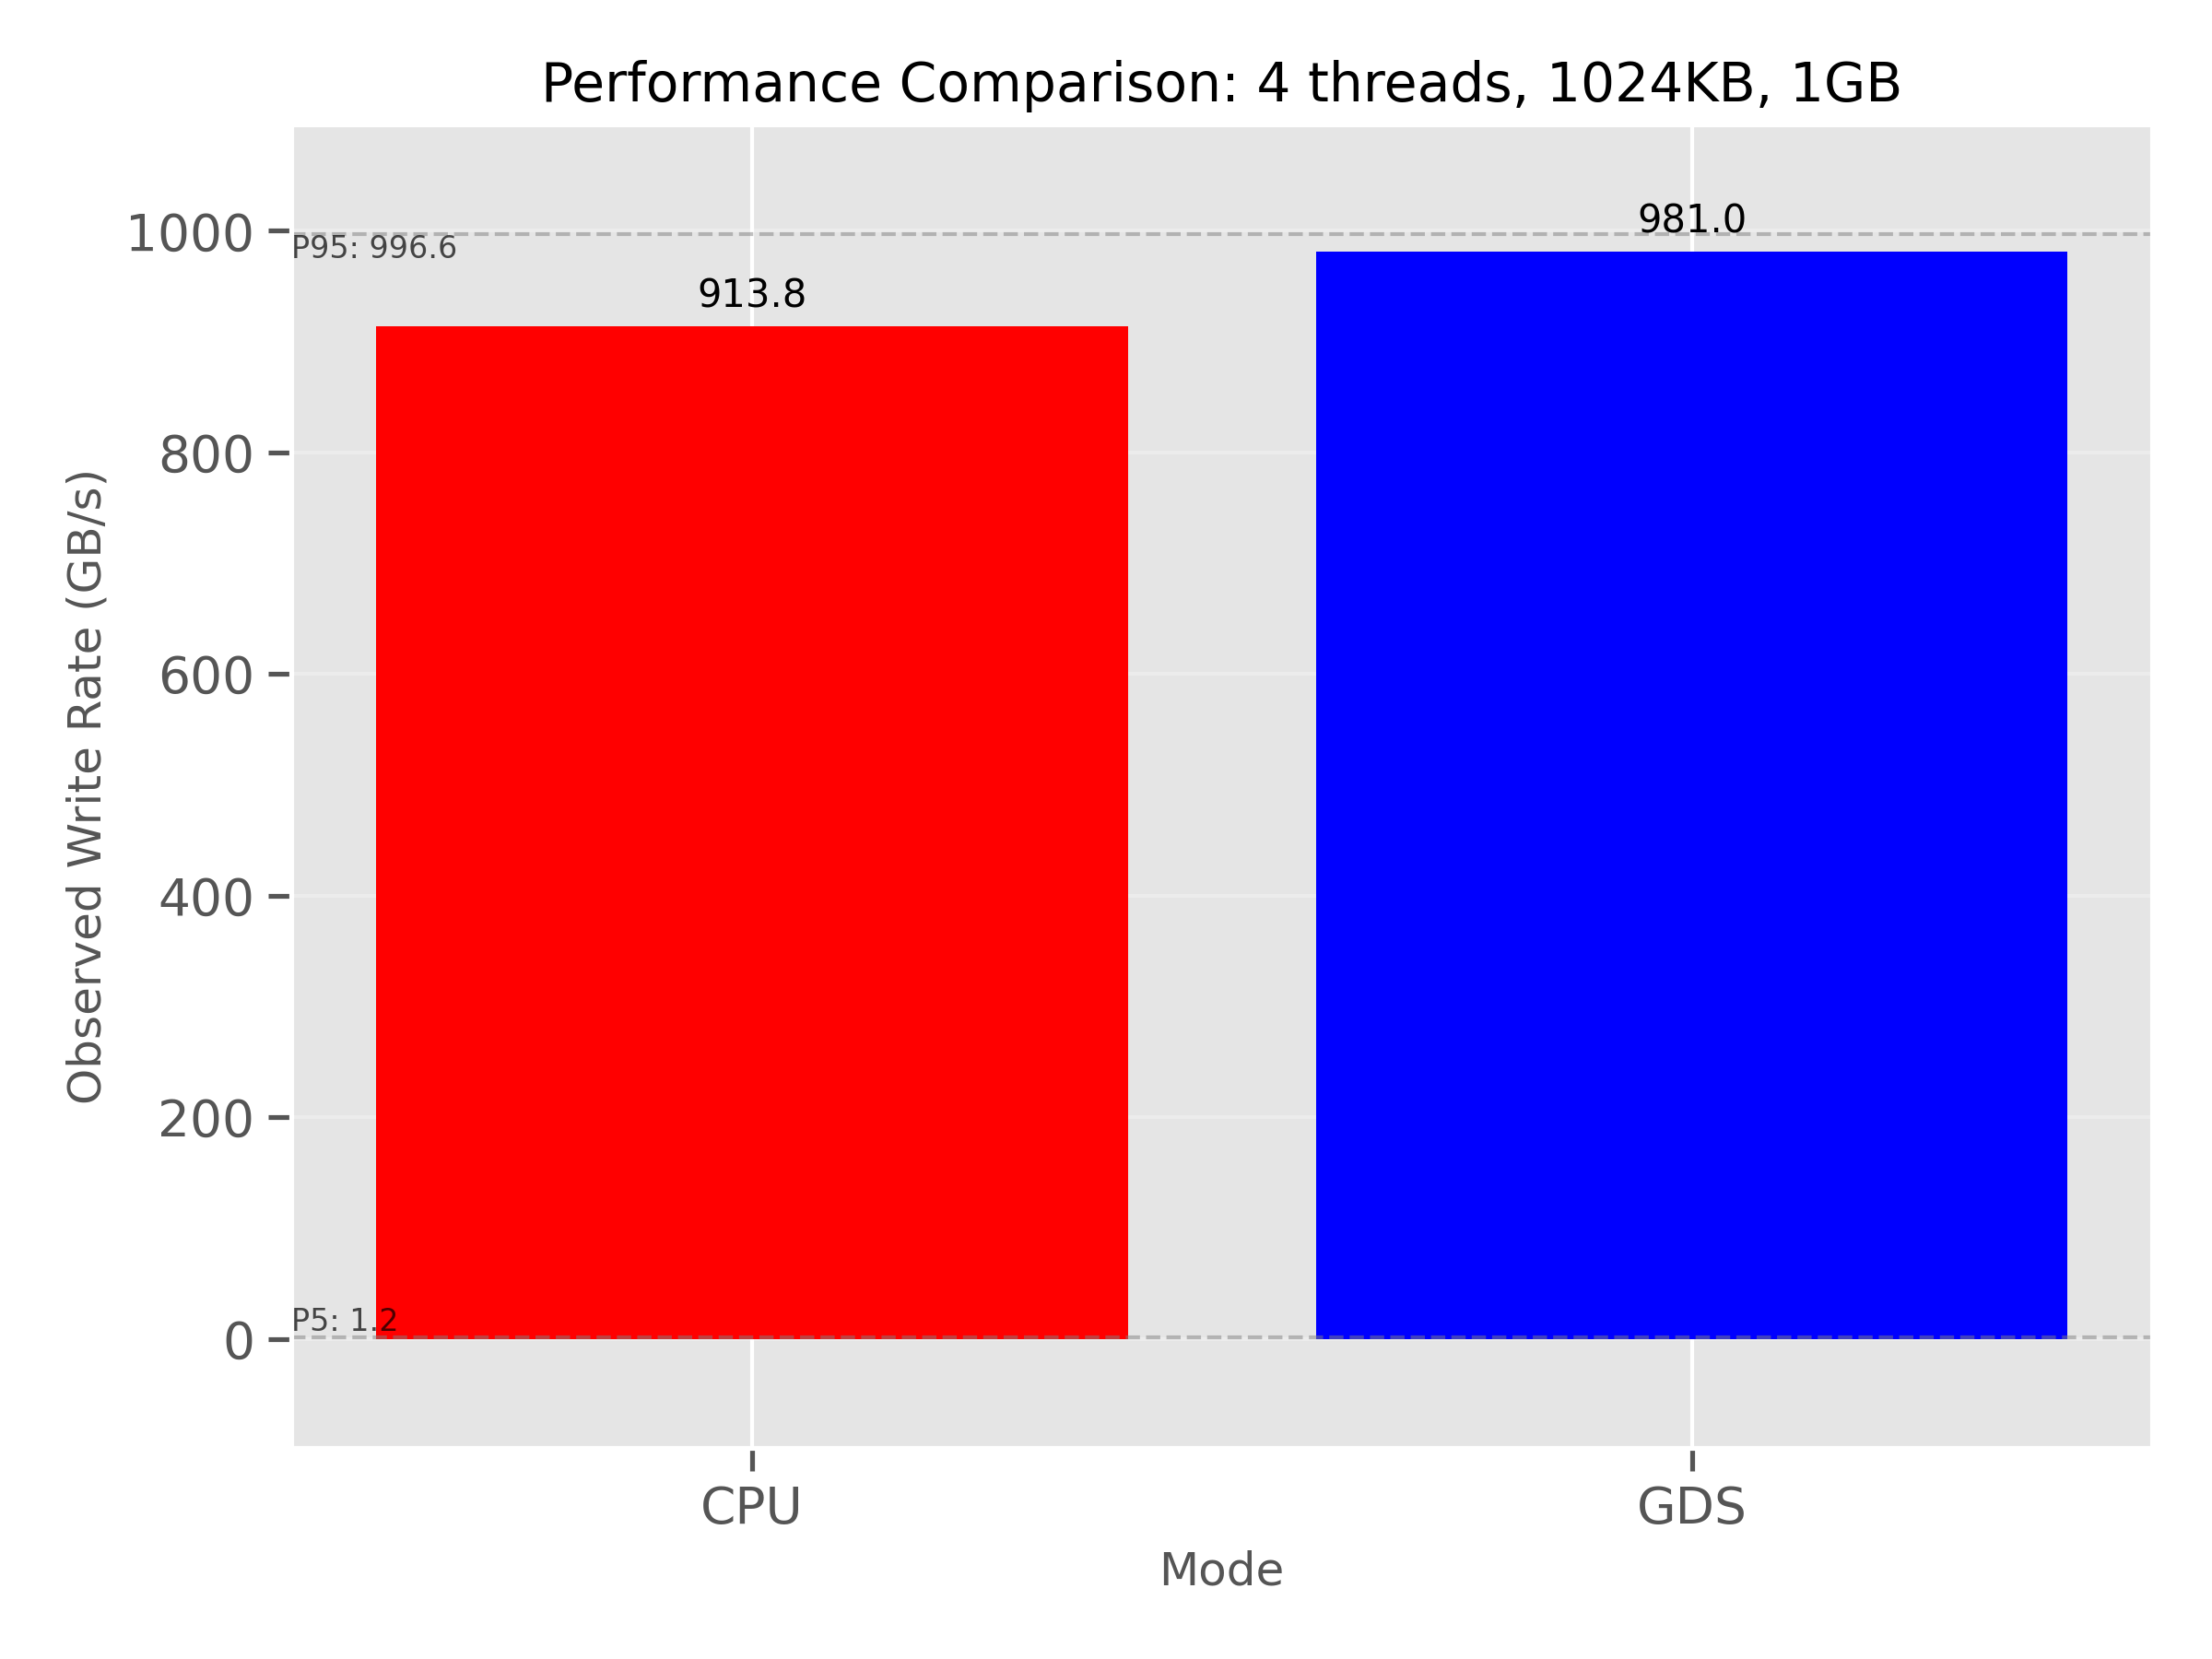 Performance Comparison: 4 threads, 1024KB, 1GB
Observed Write Rate (GB/s)
1000
800
600
400
200
0
P95: 996.6
913.8
981.0
P5: 1.2
CPU
GDS
Mode